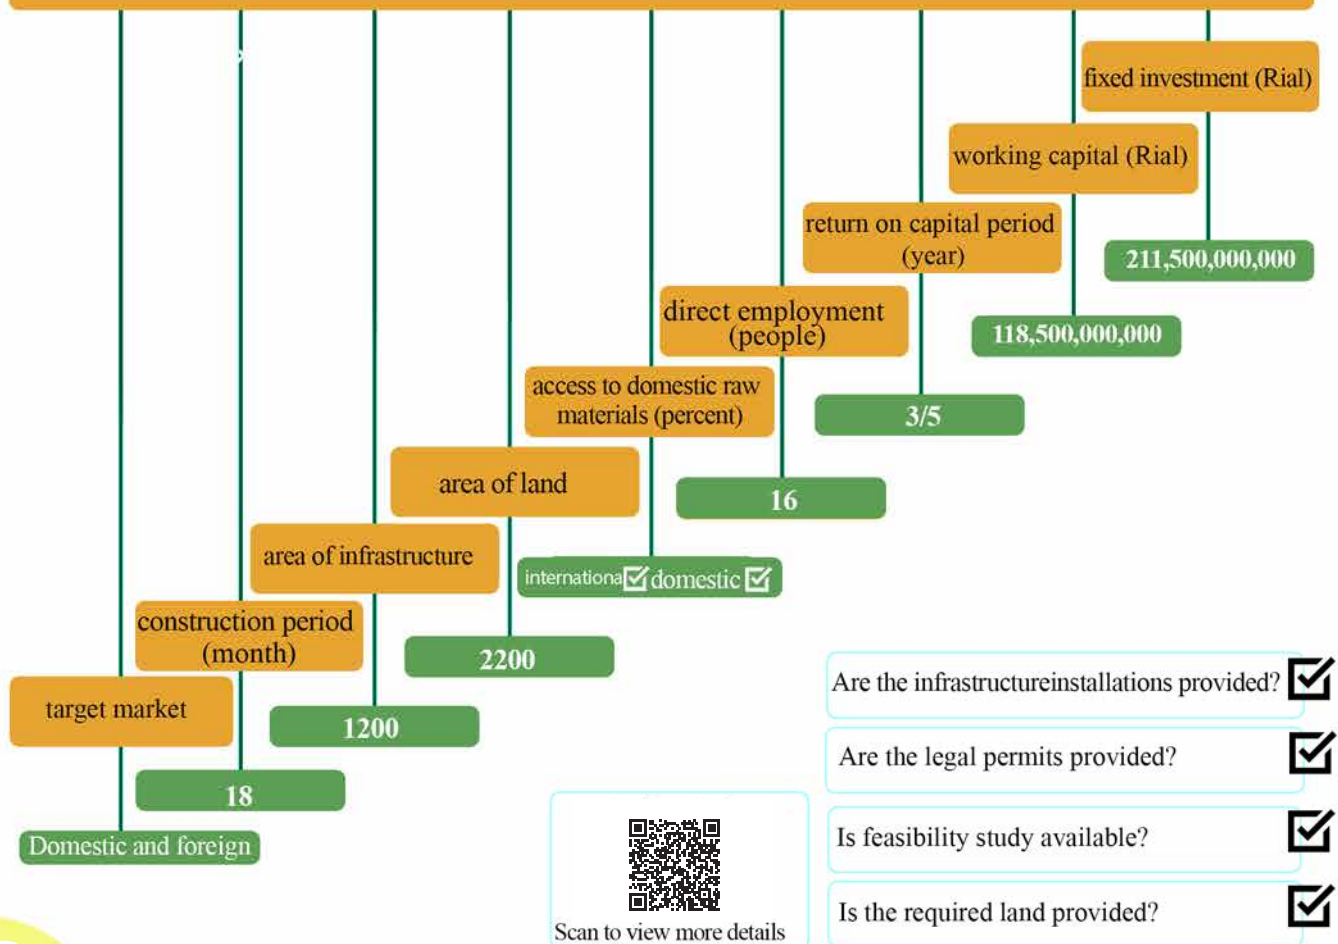 fixed investment (Rial)
211,500,000,000
working capital (Rial)
118,500,000,000
return on capital period
(year)
3/5
direct employment
(people)
16
access to domestic raw
materials (percent)
internationa domestic
area of land
2200
area of infrastructure
1200
construction period
(month)
18
target market
Domestic and foreign
Are the infrastructureinstallations provided?
Are the legal permits provided?
Is feasibility study available?
Is the required land provided?
Scan to view more details